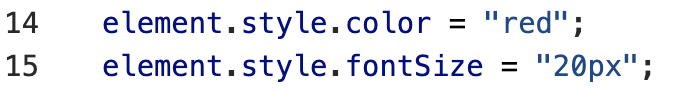 14 element.style.color = "red";
15 element.style.fontSize = "20px";